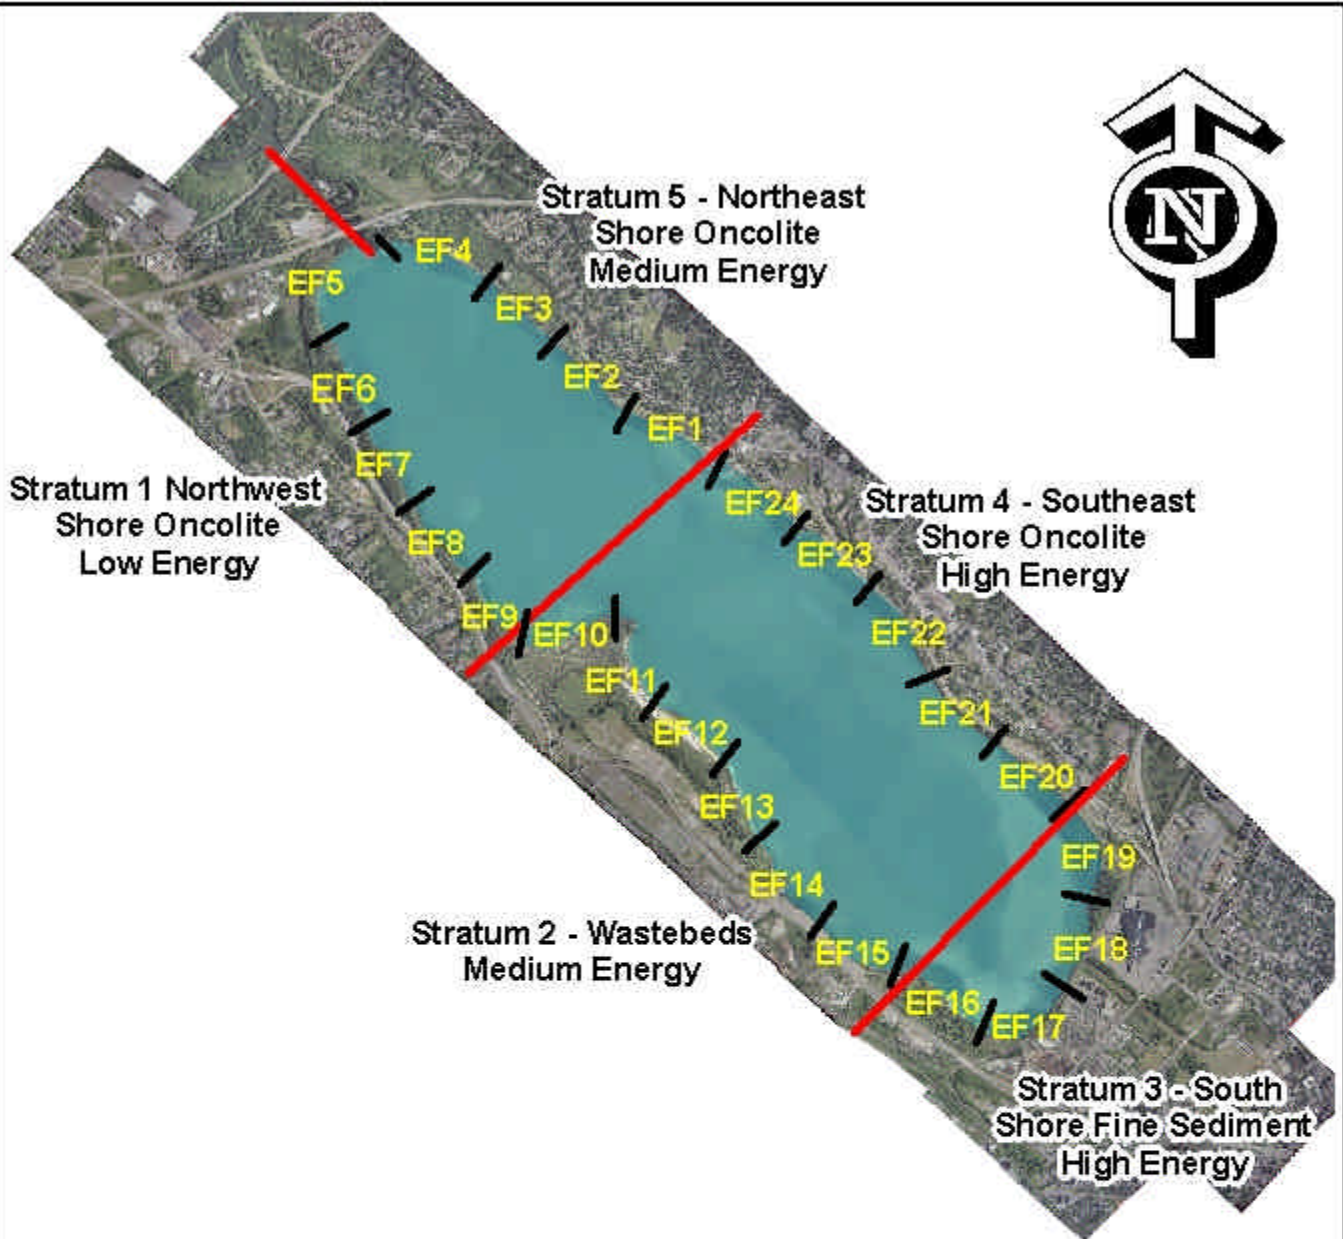 N
Stratum 5 - Northeast
Shore Oncolite
Medium Energy
EF4
EF5
EF3
EF2
EF6
EF1
EF7
Stratum 1 Northwest
Shore Oncolite
Low Energy
EF24
Stratum 4 - Southeast
Shore Oncolite
High Energy
EF8
EF23
EF9
EF10
EF22
EF11
EF21
EF12
EF20
EF13
EF19
EF14
Stratum 2 - Wastebeds
Medium Energy
EF15
EF18
EF16
EF17
Stratum 3 - South
Shore Fine Sediment
High Energy